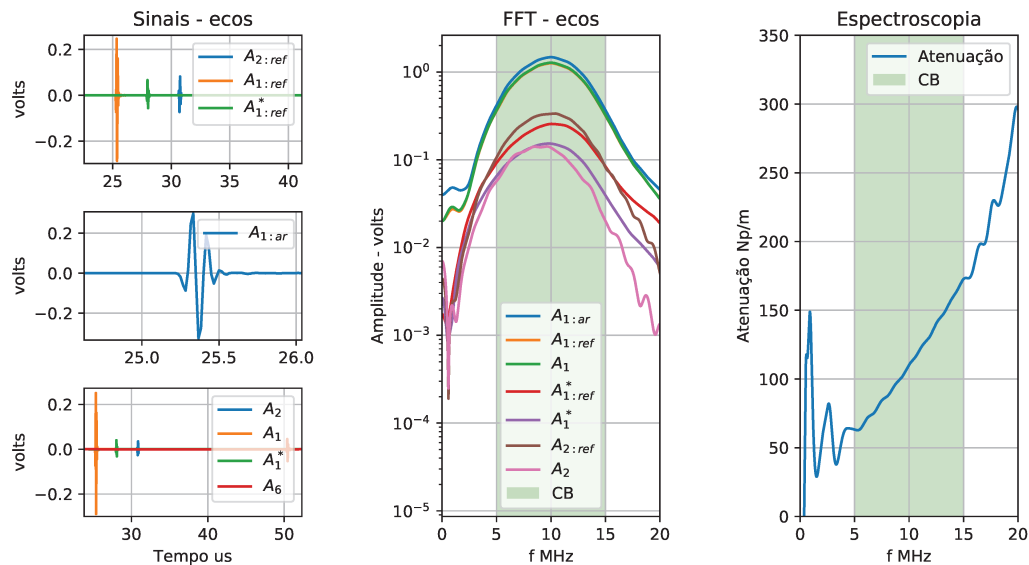 Sinais - ecos
0.2
0.0
−0.2
volts
25
30
35
40
A2:ref
A1:ref
A*1:ref
0.2
0.0
−0.2
volts
25.0
25.5
26.0
A1:ar
0.2
0.0
−0.2
volts
20
30
40
50
Tempo us
A2
A1
A*1
A6
FFT - ecos
10⁰
10⁻¹
10⁻²
10⁻³
10⁻⁴
10⁻⁵
Amplitude - volts
0
5
10
15
20
f MHz
A1:ar
A1:ref
A1
A*1:ref
A*1
A2:ref
A2
CB
Espectroscopia
350
300
250
200
150
100
50
0
Atenuação Np/m
0
5
10
15
20
f MHz
Atenuação
CB